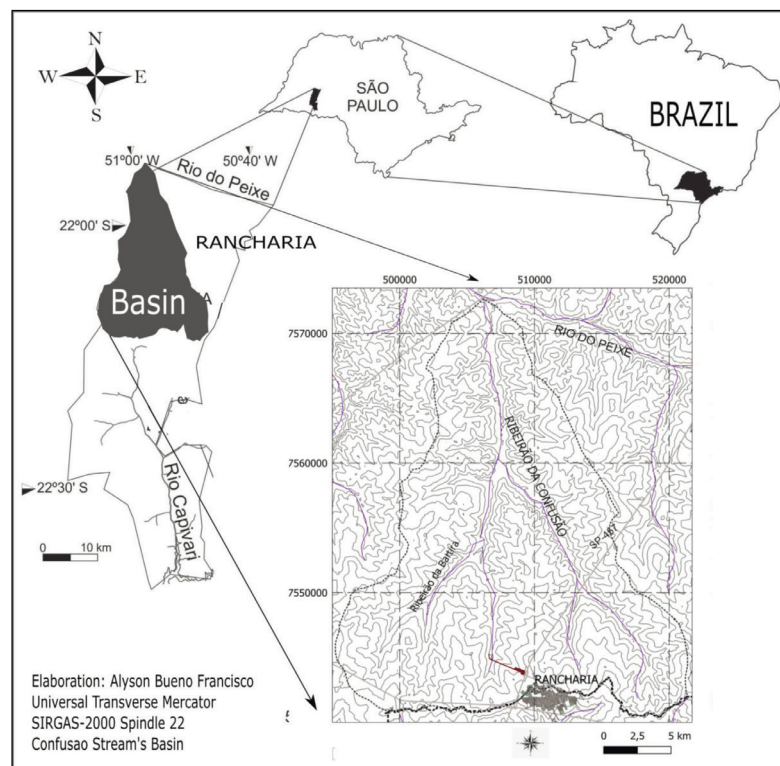 N
W
E
S
SÃO
PAULO
BRAZIL
51º00' W
50º40' W
Rio do Peixe
22º00' S
RANCHARIA
Basin
A
a
Rio Capivari
22º30' S
0 10 km
500000
510000
520000
7570000
7560000
7550000
RIO DO PEIXE
RIBEIRÃO DA CONFUSÃO
SP-457
Ribeirão da Bartira
RANCHARIA
0 2,5 5 km
Elaboration: Alyson Bueno Francisco
Universal Transverse Mercator
SIRGAS-2000 Spindle 22
Confusao Stream's Basin